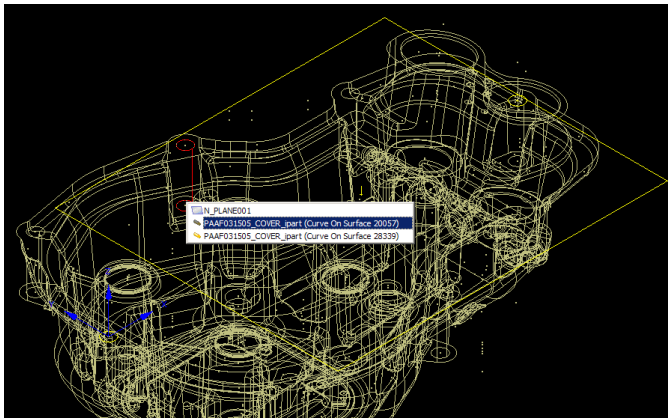 N_PLANE001
PAAF031505_COVER_ipart (Curve On Surface 20057)
PAAF031505_COVER_ipart (Curve On Surface 28339)